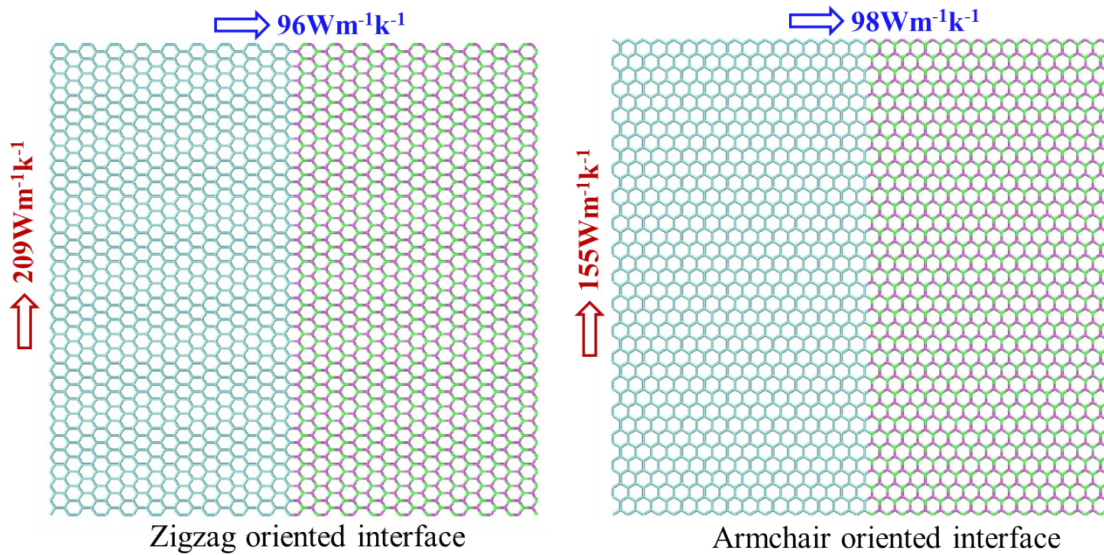 96Wm⁻¹k⁻¹
98Wm⁻¹k⁻¹
209Wm⁻¹k⁻¹
155Wm⁻¹k⁻¹
Zigzag oriented interface
Armchair oriented interface